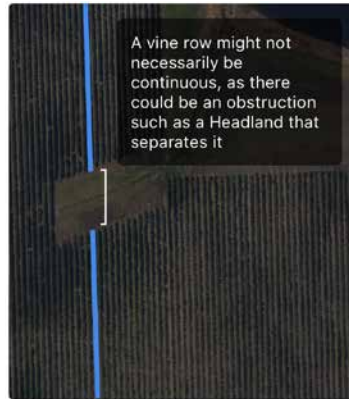 A vine row might not
necessarily be
continuous, as there
could be an obstruction
such as a Headland that
separates it